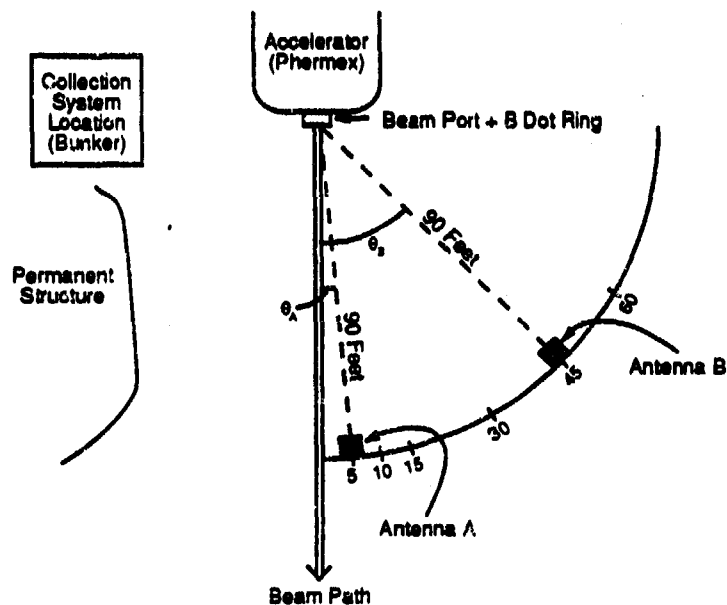 Accelerator
(Phermex)
Collection
System
Location
(Bunker)
Beam Port + B Dot Ring
90 Feet
θB
Permanent
Structure
θA
90 Feet
60
45
Antenna B
30
5 10 15
Antenna A
Beam Path